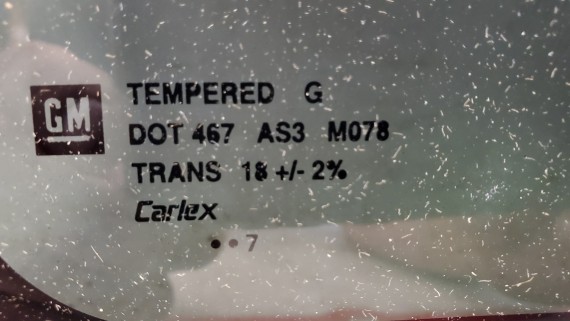 GM
TEMPERED G
DOT 467 AS3 M078
TRANS 18 +/- 2%
Carlex
• • 7